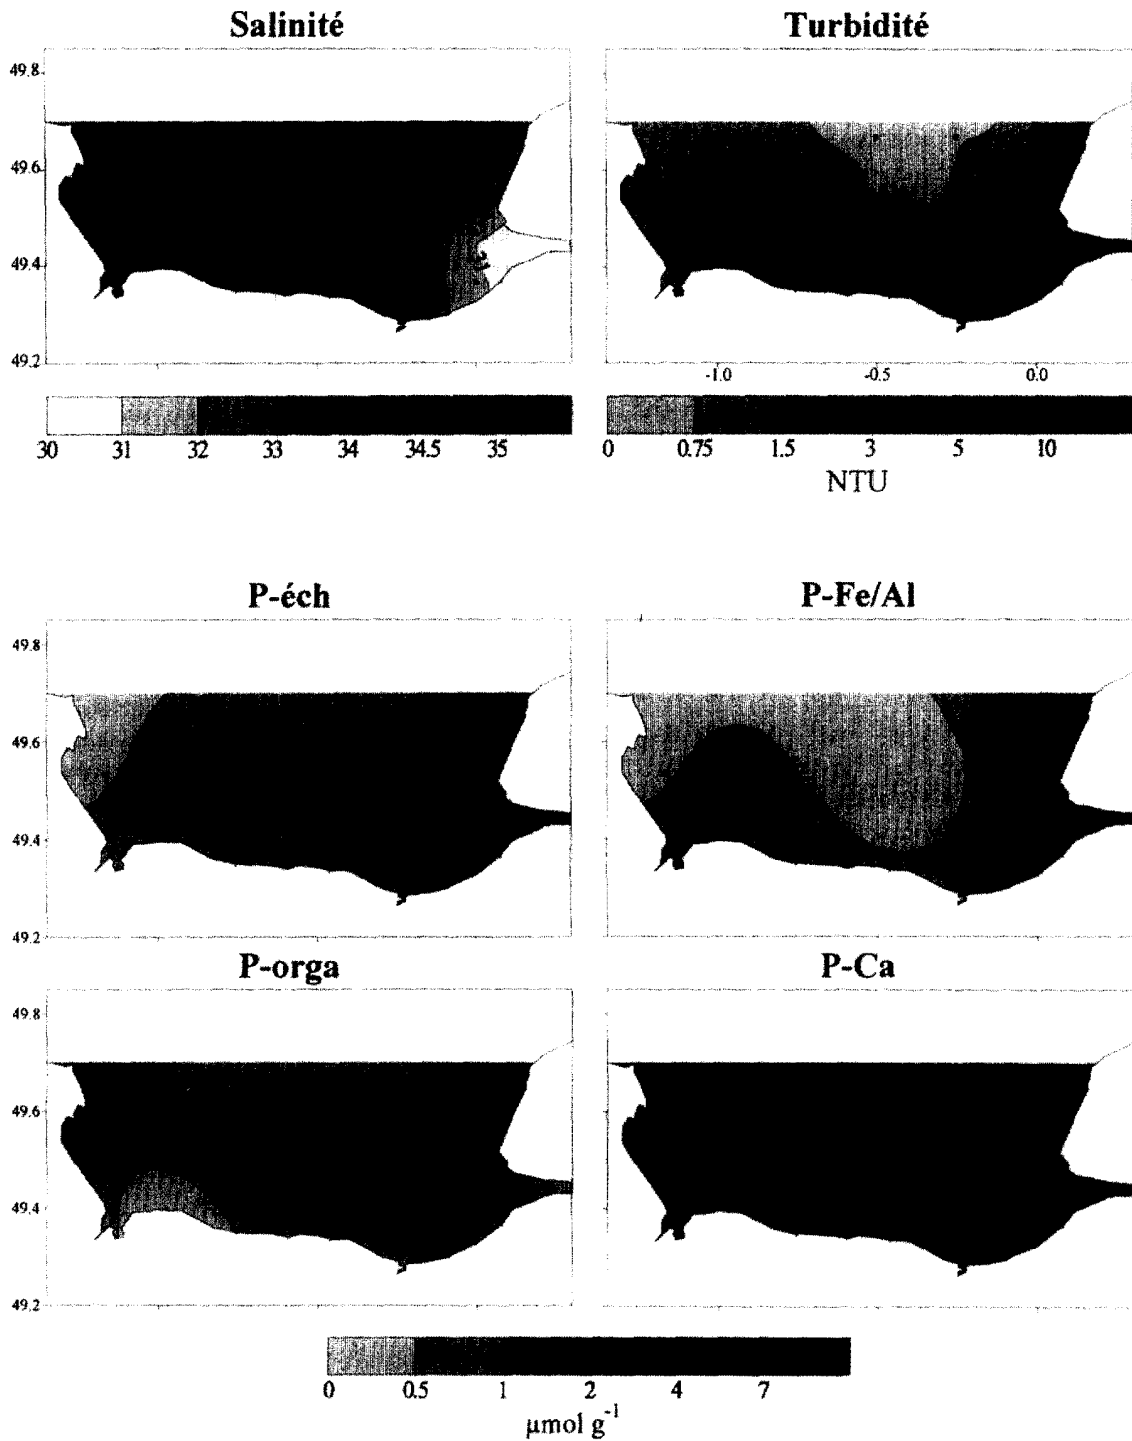 Salinité Turbidité
49.8
49.6
49.4
49.2
-1.0 -0.5 0.0
30 31 32 33 34 34.5 35
0 0.75 1.5 3 5 10
NTU
P-éch P-Fe/Al
49.8
49.6
49.4
49.2
P-orga P-Ca
49.8
49.6
49.4
49.2
0 0.5 1 2 4 7
µmol g⁻¹